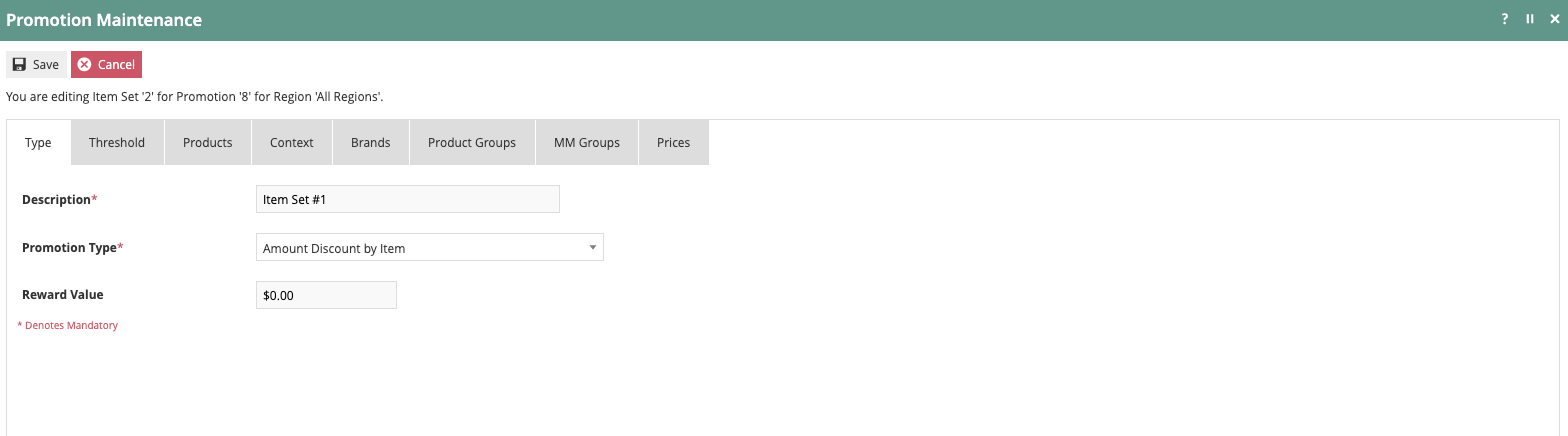 Promotion Maintenance
?
Save Cancel
You are editing Item Set '2' for Promotion '8' for Region 'All Regions'.
Type Threshold Products Context Brands Product Groups MM Groups Prices
Description* Item Set #1
Promotion Type* Amount Discount by Item
Reward Value $0.00
* Denotes Mandatory